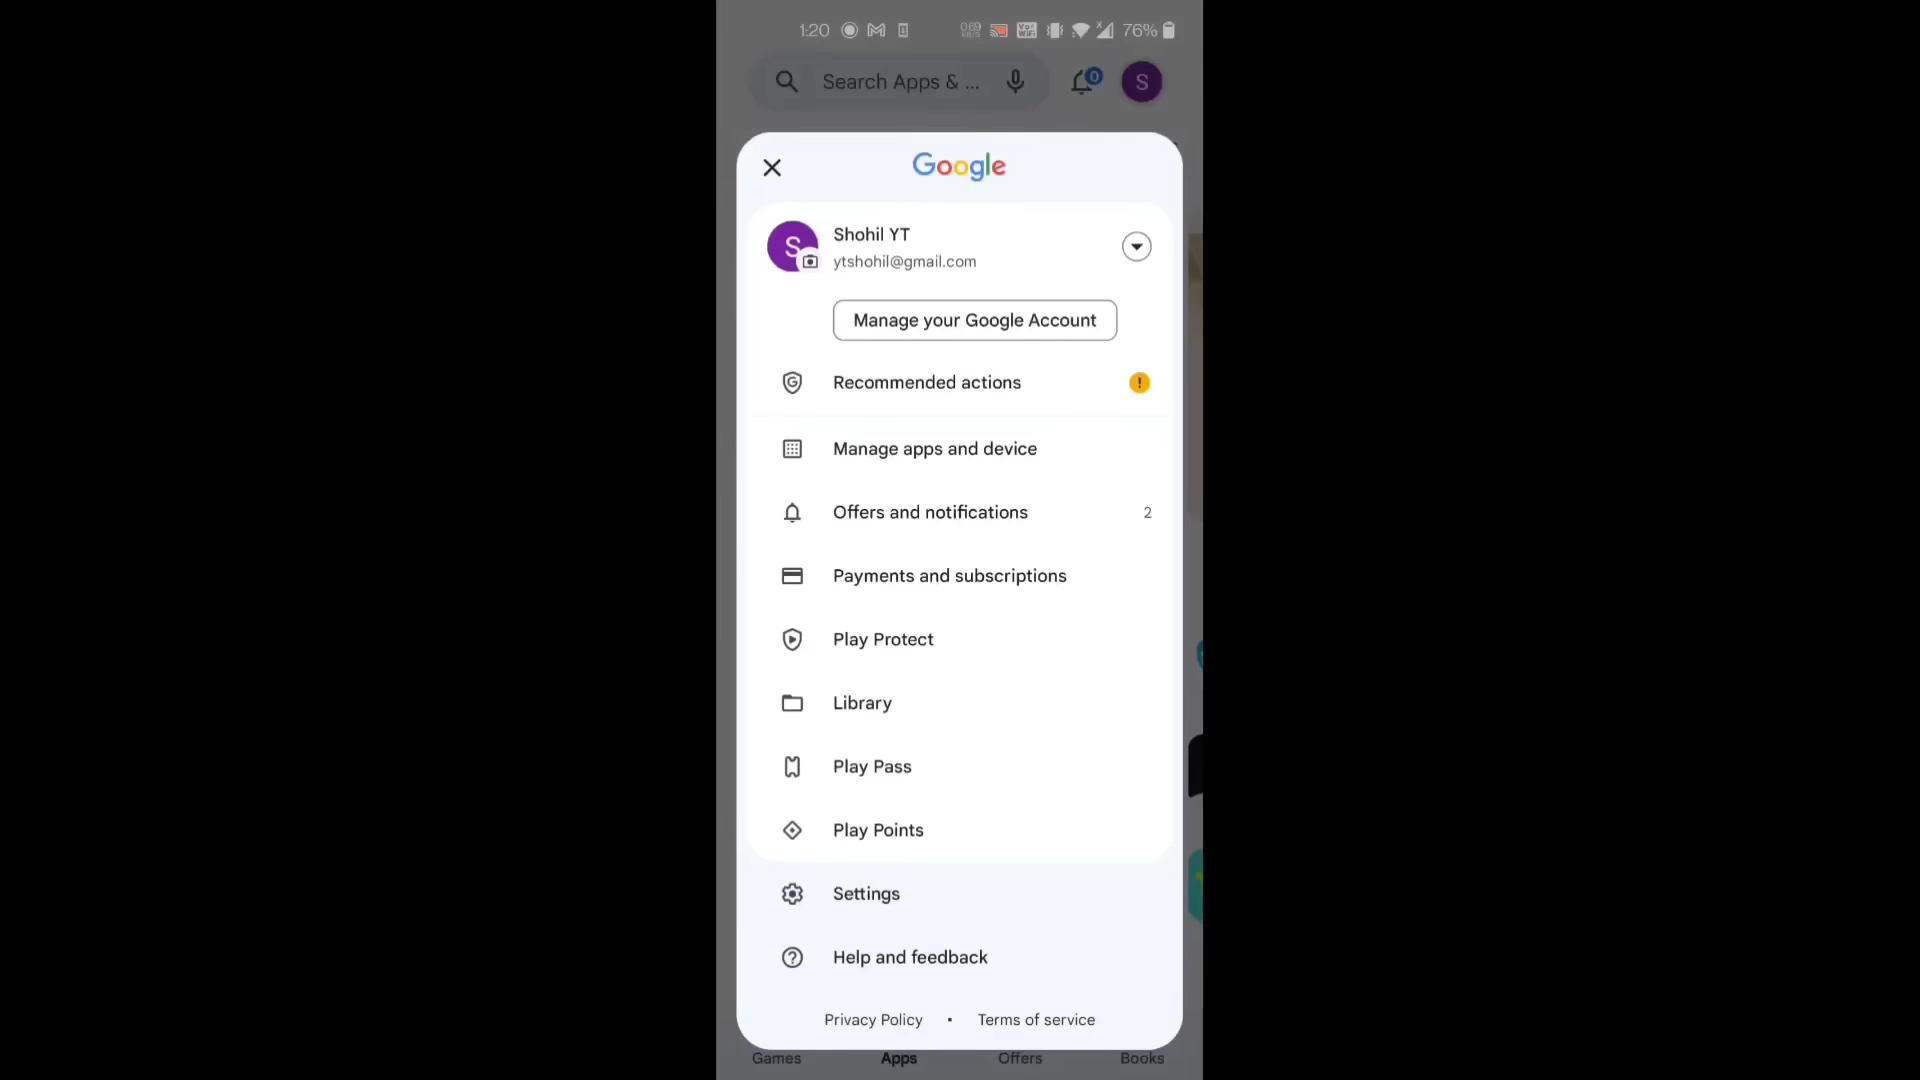 1:20 76%
Search Apps & ... 0 S
Google
S Shohil YT
ytshohil@gmail.com
Manage your Google Account
Recommended actions !
Manage apps and device
Offers and notifications 2
Payments and subscriptions
Play Protect
Library
Play Pass
Play Points
Settings
Help and feedback
Privacy Policy • Terms of service
Games Apps Offers Books